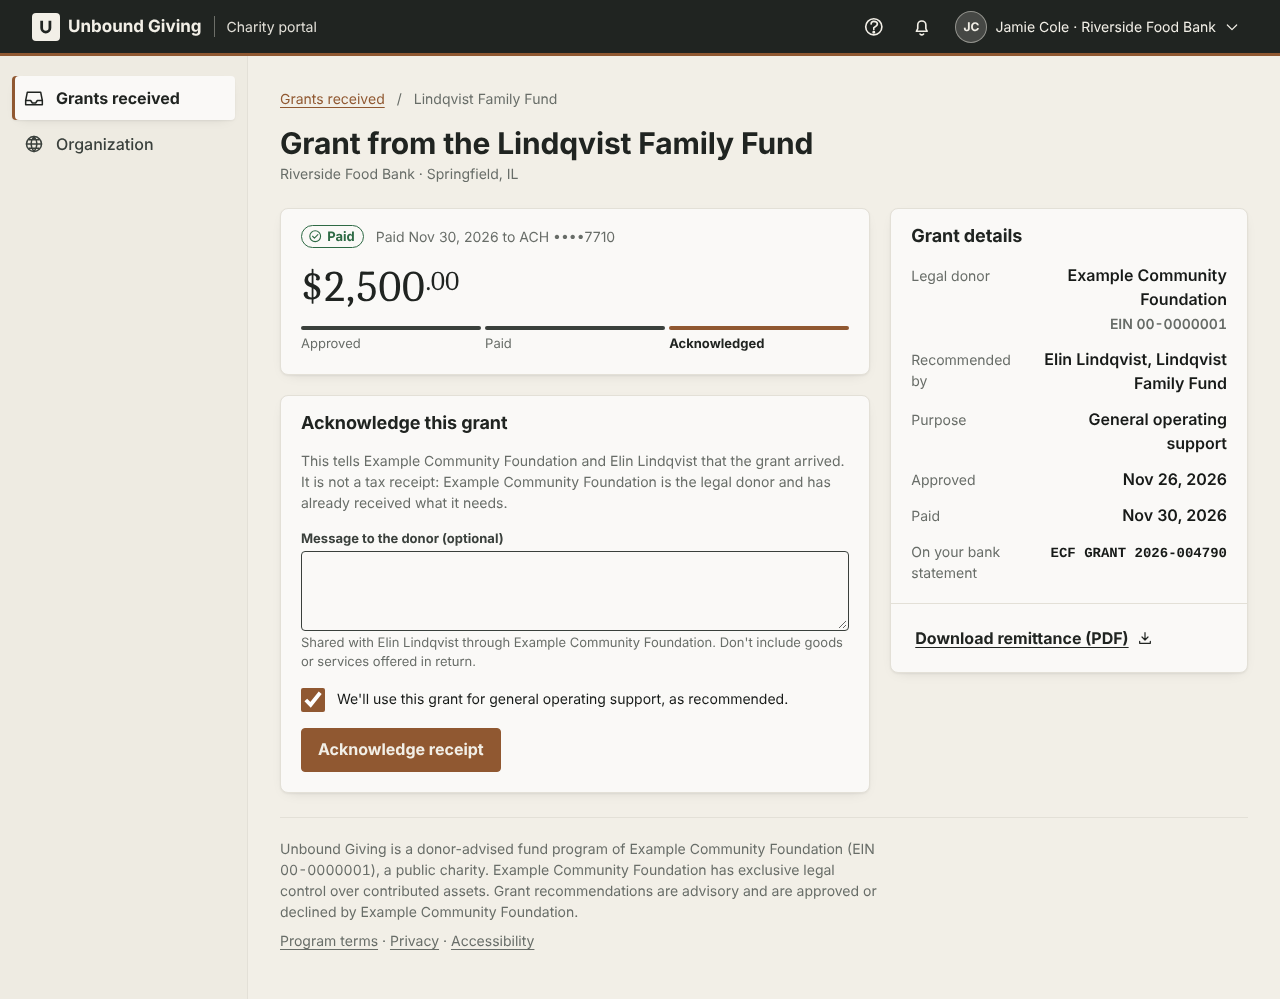 U Unbound Giving Charity portal
JC Jamie Cole · Riverside Food Bank
Grants received
Organization
Grants received / Lindqvist Family Fund
Grant from the Lindqvist Family Fund
Riverside Food Bank · Springfield, IL
Paid Paid Nov 30, 2026 to ACH ••••7710
$2,500.00
Approved Paid Acknowledged
Acknowledge this grant
This tells Example Community Foundation and Elin Lindqvist that the grant arrived.
It is not a tax receipt: Example Community Foundation is the legal donor and has
already received what it needs.
Message to the donor (optional)
Shared with Elin Lindqvist through Example Community Foundation. Don't include goods
or services offered in return.
We'll use this grant for general operating support, as recommended.
Acknowledge receipt
Grant details
Legal donor Example Community
Foundation
EIN 00-0000001
Recommended Elin Lindqvist, Lindqvist
by Family Fund
Purpose General operating
support
Approved Nov 26, 2026
Paid Nov 30, 2026
On your bank ECF GRANT 2026-004790
statement
Download remittance (PDF)
Unbound Giving is a donor-advised fund program of Example Community Foundation (EIN
00-0000001), a public charity. Example Community Foundation has exclusive legal
control over contributed assets. Grant recommendations are advisory and are approved or
declined by Example Community Foundation.
Program terms · Privacy · Accessibility